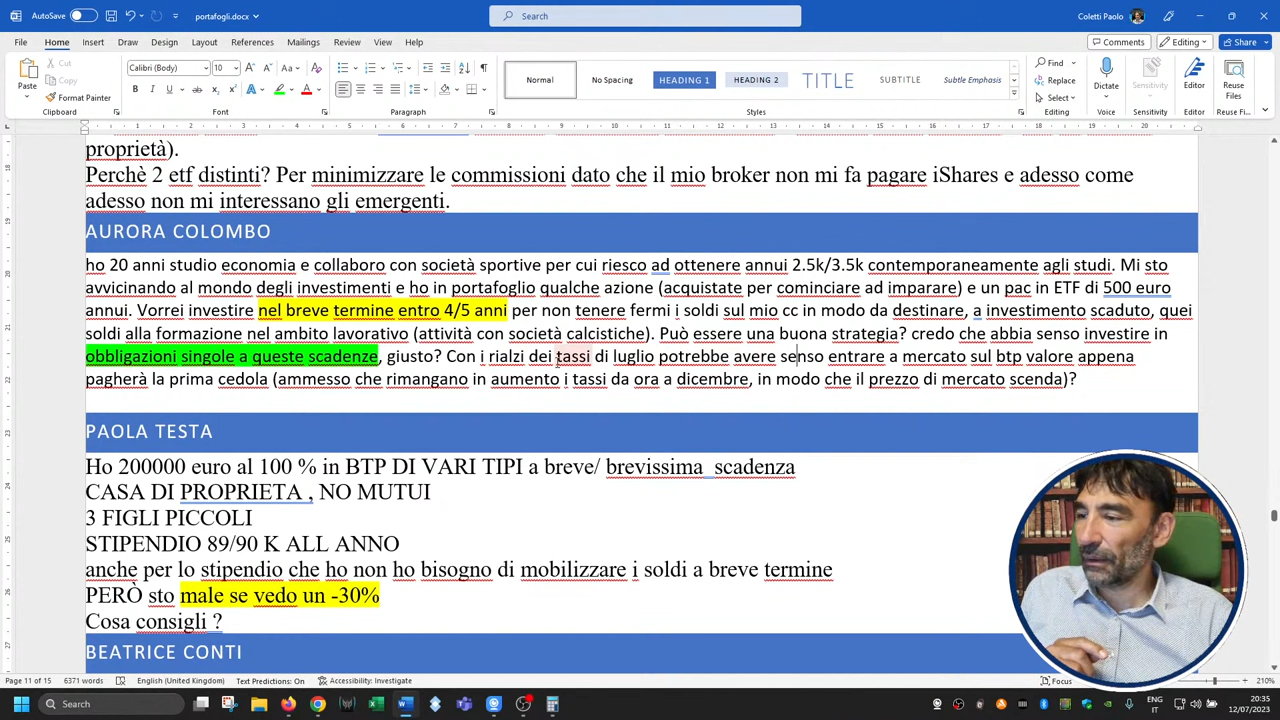 AutoSave
Off
portafogli.docx
Search
Coletti Paolo
File Home Insert Draw Design Layout References Mailings Review View Help
Comments Editing Share
Paste
Cut
Copy
Format Painter
Clipboard
Calibri (Body) 10
Font
Paragraph
Normal
No Spacing
HEADING 1
HEADING 2
TITLE
SUBTITLE
Subtle Emphasis
Styles
Find
Replace
Select
Editing
Dictate
Voice
Sensitivity
Sensitivity
Editor
Editor
Reuse Files
Reuse Fi...
proprietà).
Perchè 2 etf distinti? Per minimizzare le commissioni dato che il mio broker non mi fa pagare iShares e adesso come
adesso non mi interessano gli emergenti.
AURORA COLOMBO
ho 20 anni studio economia e collaboro con società sportive per cui riesco ad ottenere annui 2.5k/3.5k contemporaneamente agli studi. Mi sto
avvicinando al mondo degli investimenti e ho in portafoglio qualche azione (acquistate per cominciare ad imparare) e un pac in ETF di 500 euro
annui. Vorrei investire nel breve termine entro 4/5 anni per non tenere fermi i soldi sul mio cc in modo da destinare, a investimento scaduto, quei
soldi alla formazione nell'ambito lavorativo (attività con società calcistiche). Può essere una buona strategia? credo che abbia senso investire in
obbligazioni singole a queste scadenze, giusto? Con i rialzi dei tassi di luglio potrebbe avere senso entrare a mercato sul btp valore appena
pagherà la prima cedola (ammesso che rimangano in aumento i tassi da ora a dicembre, in modo che il prezzo di mercato scenda)?
PAOLA TESTA
Ho 200000 euro al 100 % in BTP DI VARI TIPI a breve/ brevissima scadenza
CASA DI PROPRIETA , NO MUTUI
3 FIGLI PICCOLI
STIPENDIO 89/90 K ALL ANNO
anche per lo stipendio che ho non ho bisogno di mobilizzare i soldi a breve termine
PERÒ sto male se vedo un -30%
Cosa consigli ?
BEATRICE CONTI
Page 11 of 15 6371 words English (United Kingdom) Text Predictions: On Accessibility: Investigate Focus 210%
Search
ENG
IT
20:35
12/07/2023